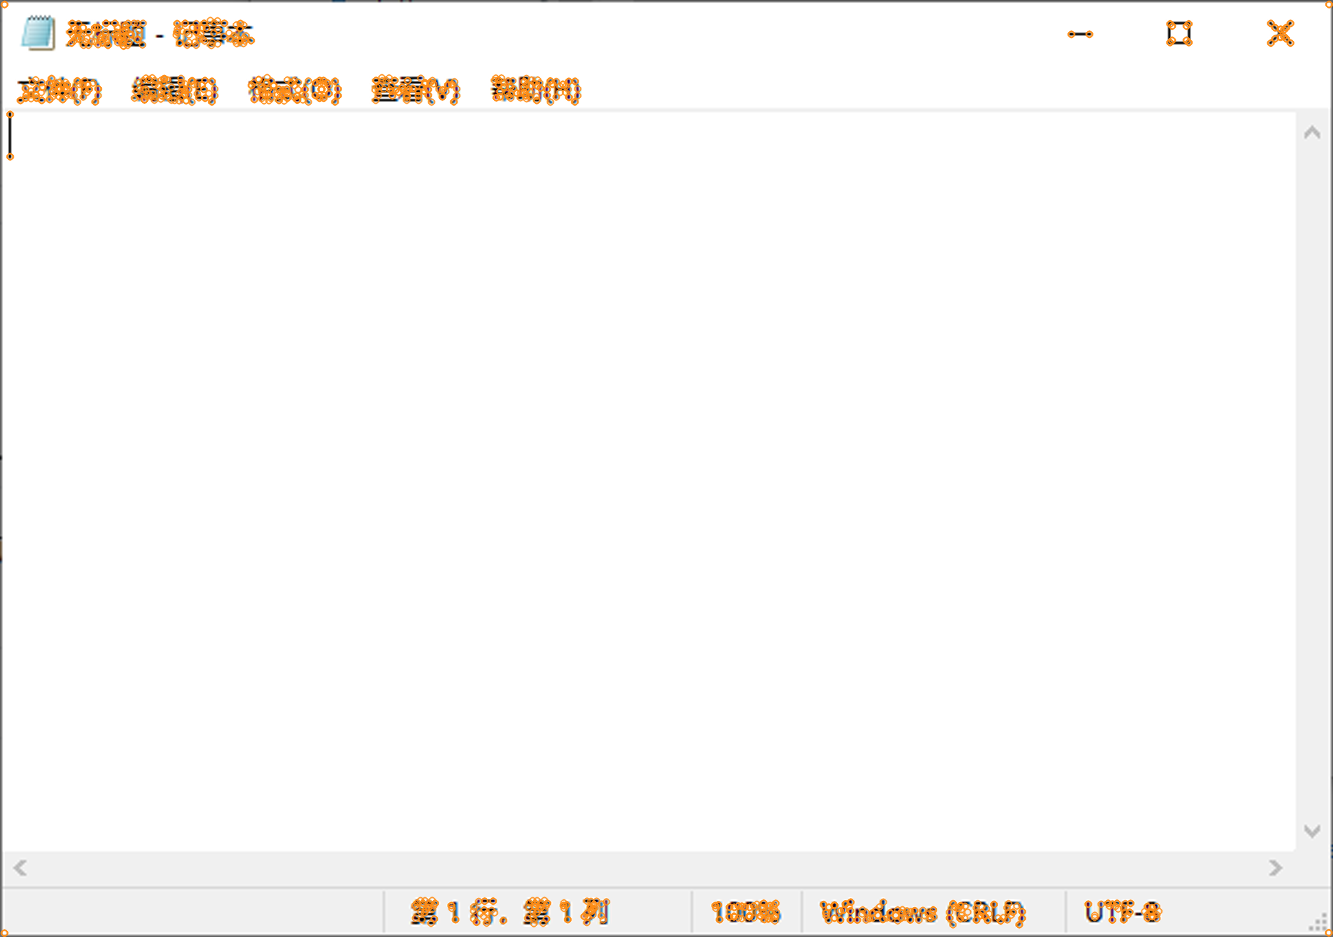 无标题 - 记事本
文件(F) 编辑(E) 格式(O) 查看(V) 帮助(H)
第 1 行, 第 1 列 100% Windows (CRLF) UTF-8